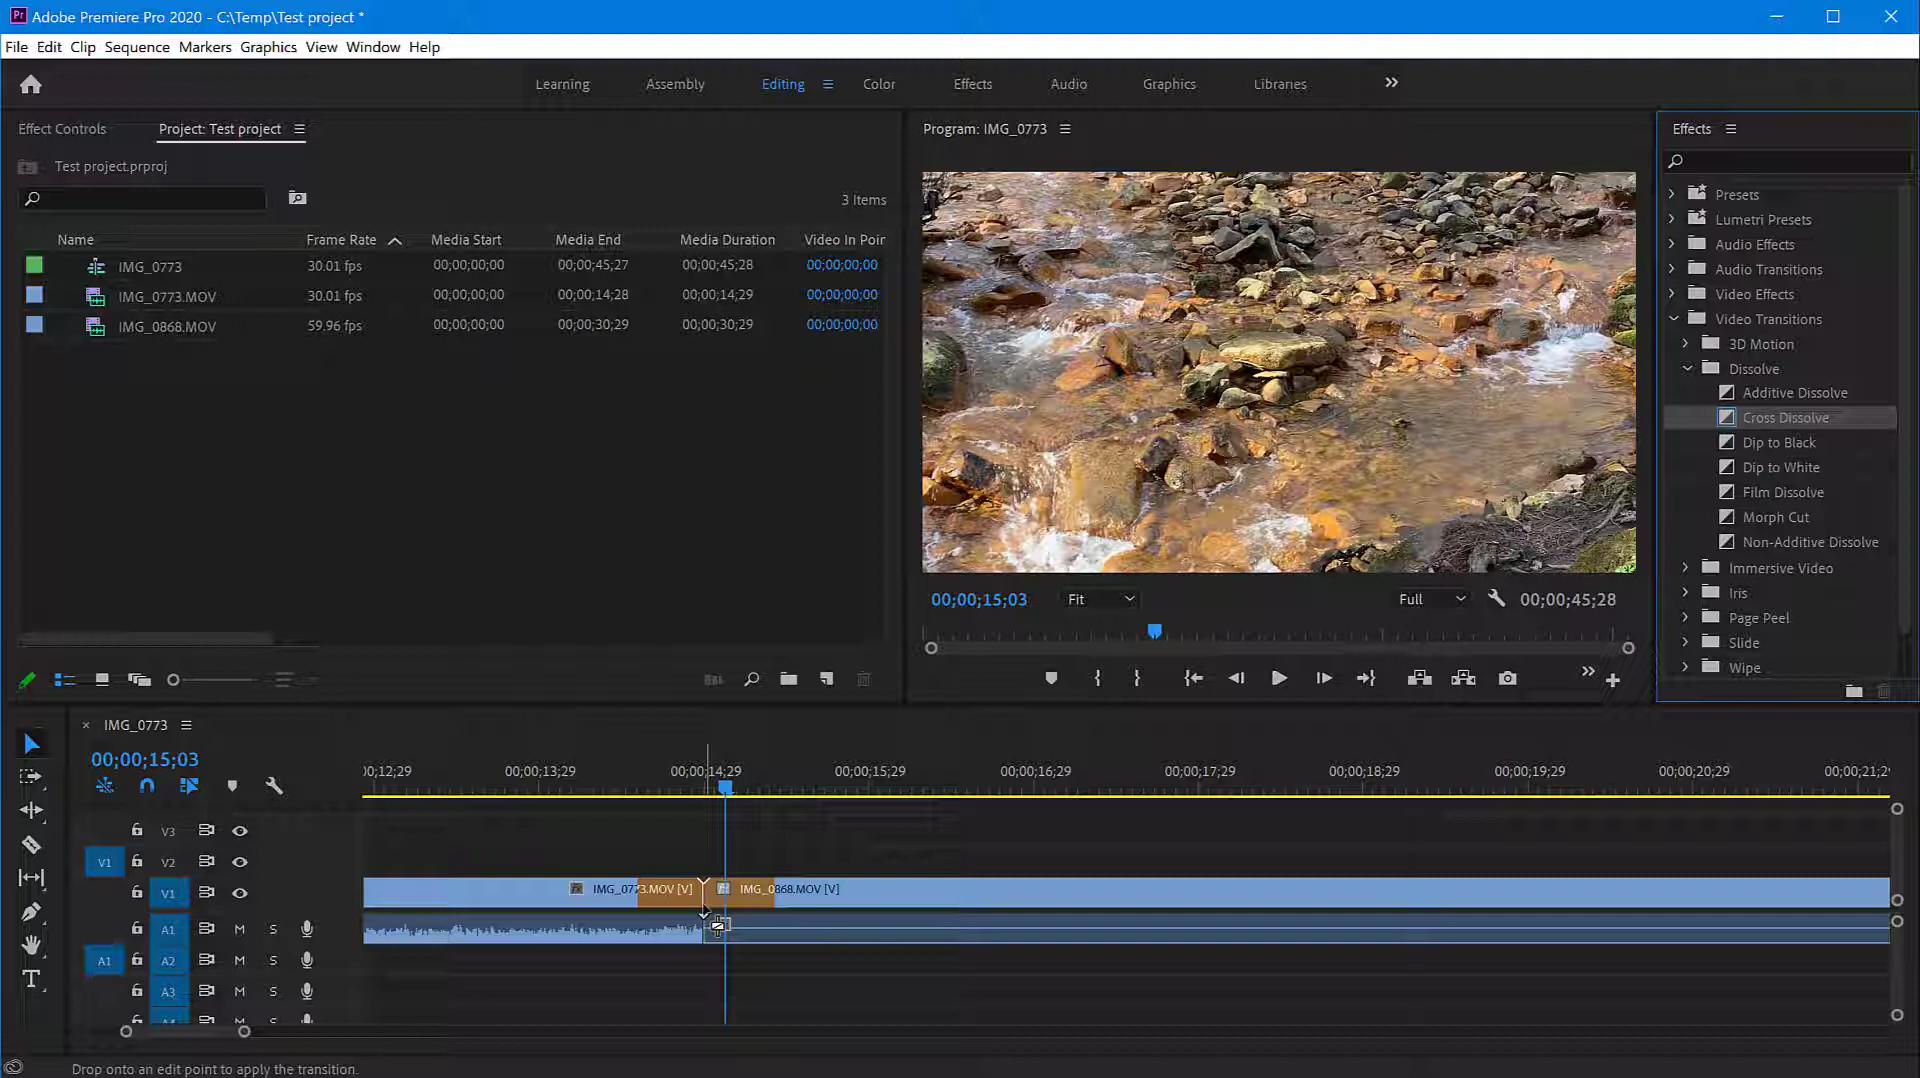 Pr Adobe Premiere Pro 2020 - C:\Temp\Test project *
File Edit Clip Sequence Markers Graphics View Window Help
Learning Assembly Editing Color Effects Audio Graphics Libraries
Effect Controls Project: Test project
Test project.prproj
3 Items
Name Frame Rate Media Start Media End Media Duration Video In Poin
IMG_0773 30.01 fps 00;00;00;00 00;00;45;27 00;00;45;28 00;00;00;00
IMG_0773.MOV 30.01 fps 00;00;00;00 00;00;14;28 00;00;14;29 00;00;00;00
IMG_0868.MOV 59.96 fps 00;00;00;00 00;00;30;29 00;00;30;29 00;00;00;00
Program: IMG_0773
00;00;15;03 Fit Full 00;00;45;28
Effects
Presets
Lumetri Presets
Audio Effects
Audio Transitions
Video Effects
Video Transitions
3D Motion
Dissolve
Additive Dissolve
Cross Dissolve
Dip to Black
Dip to White
Film Dissolve
Morph Cut
Non-Additive Dissolve
Immersive Video
Iris
Page Peel
Slide
Wipe
× IMG_0773
00;00;15;03
;00;12;29 00;00;13;29 00;00;14;29 00;00;15;29 00;00;16;29 00;00;17;29 00;00;18;29 00;00;19;29 00;00;20;29 00;00;21;2
V3
V1 V2
V1 fx IMG_0773.MOV [V] fx IMG_0868.MOV [V]
A1 M S
A1 A2 M S
A3 M S
Drop onto an edit point to apply the transition.